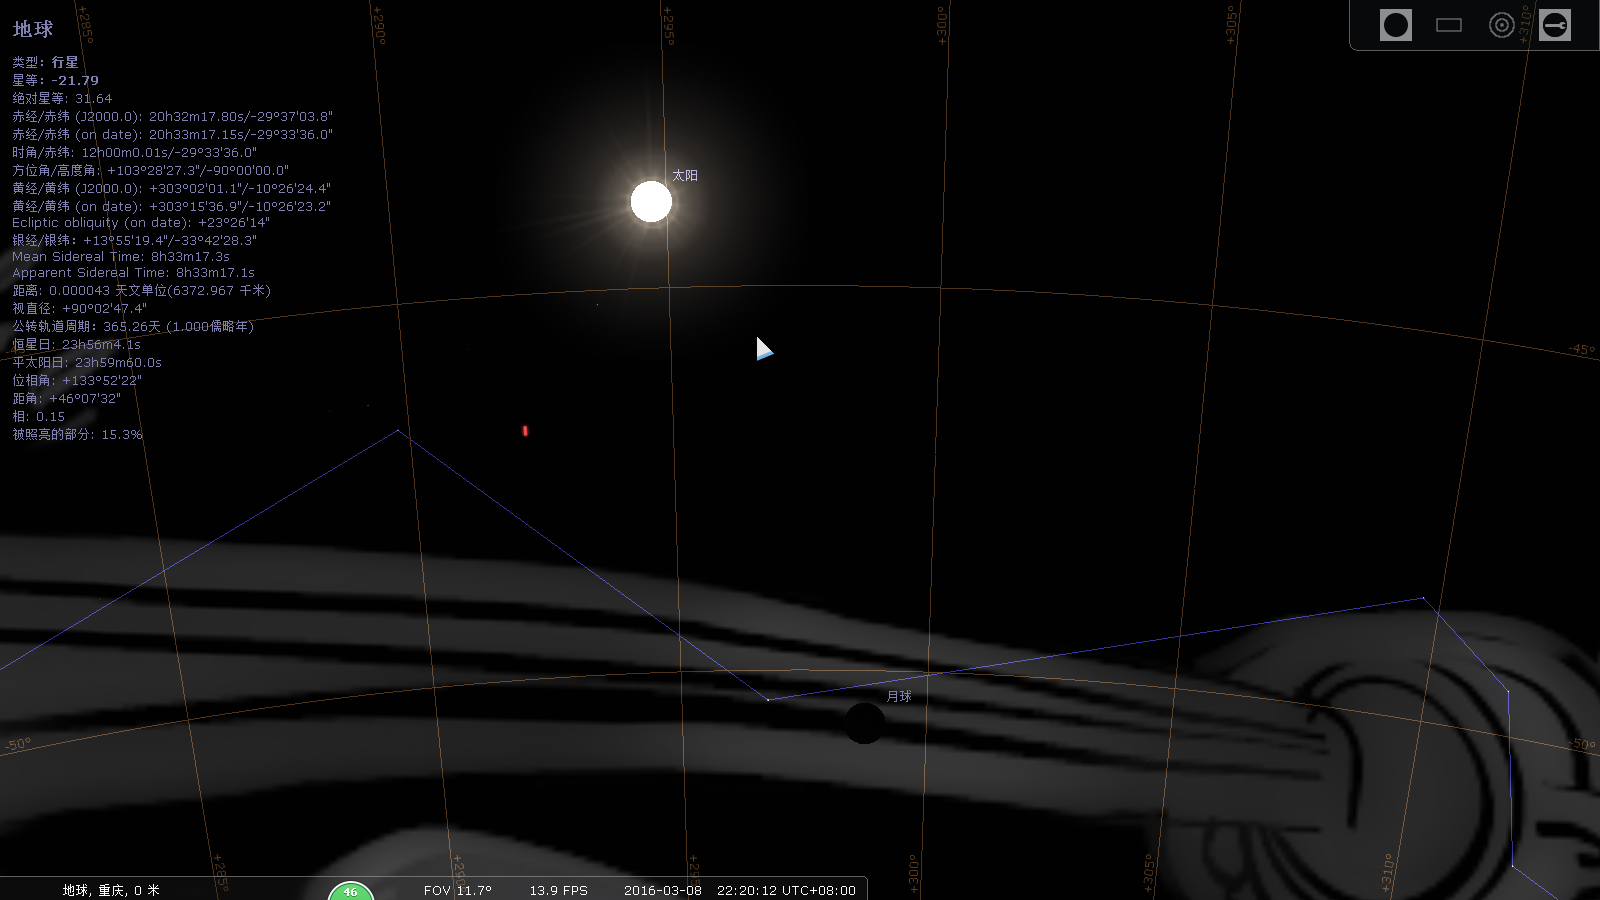 地球
类型: 行星
星等: -21.79
绝对星等: 31.64
赤经/赤纬 (J2000.0): 20h32m17.80s/-29°37'03.8"
赤经/赤纬 (on date): 20h33m17.15s/-29°33'36.0"
时角/赤纬: 12h00m0.01s/-29°33'36.0"
方位角/高度角: +103°28'27.3"/-90°00'00.0"
黄经/黄纬 (J2000.0): +303°02'01.1"/-10°26'24.4"
黄经/黄纬 (on date): +303°15'36.9"/-10°26'23.2"
Ecliptic obliquity (on date): +23°26'14"
银经/银纬: +13°55'19.4"/-33°42'28.3"
Mean Sidereal Time: 8h33m17.3s
Apparent Sidereal Time: 8h33m17.1s
距离: 0.000043 天文单位(6372.967 千米)
视直径: +90°02'47.4"
公转轨道周期: 365.26天 (1.000儒略年)
恒星日: 23h56m4.1s
平太阳日: 23h59m60.0s
位相角: +133°52'22"
距角: +46°07'32"
相: 0.15
被照亮的部分: 15.3%
+285°
+290°
+295°
+300°
+305°
+310°
太阳
-45°
-45°
月球
-50°
-50°
+285°
+290°
+295°
+300°
+305°
+310°
地球, 重庆, 0 米
46
FOV 11.7°
13.9 FPS
2016-03-08 22:20:12 UTC+08:00